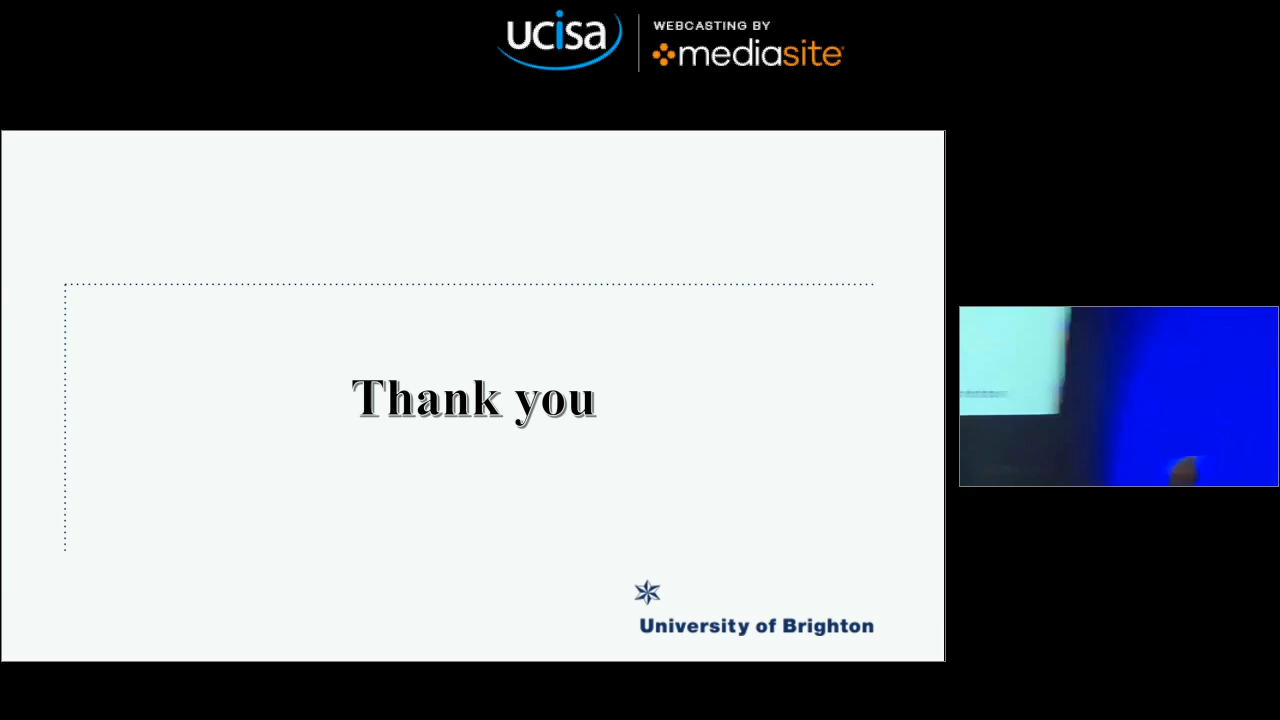 ucisa
WEBCASTING BY
mediasite
Thank you
University of Brighton